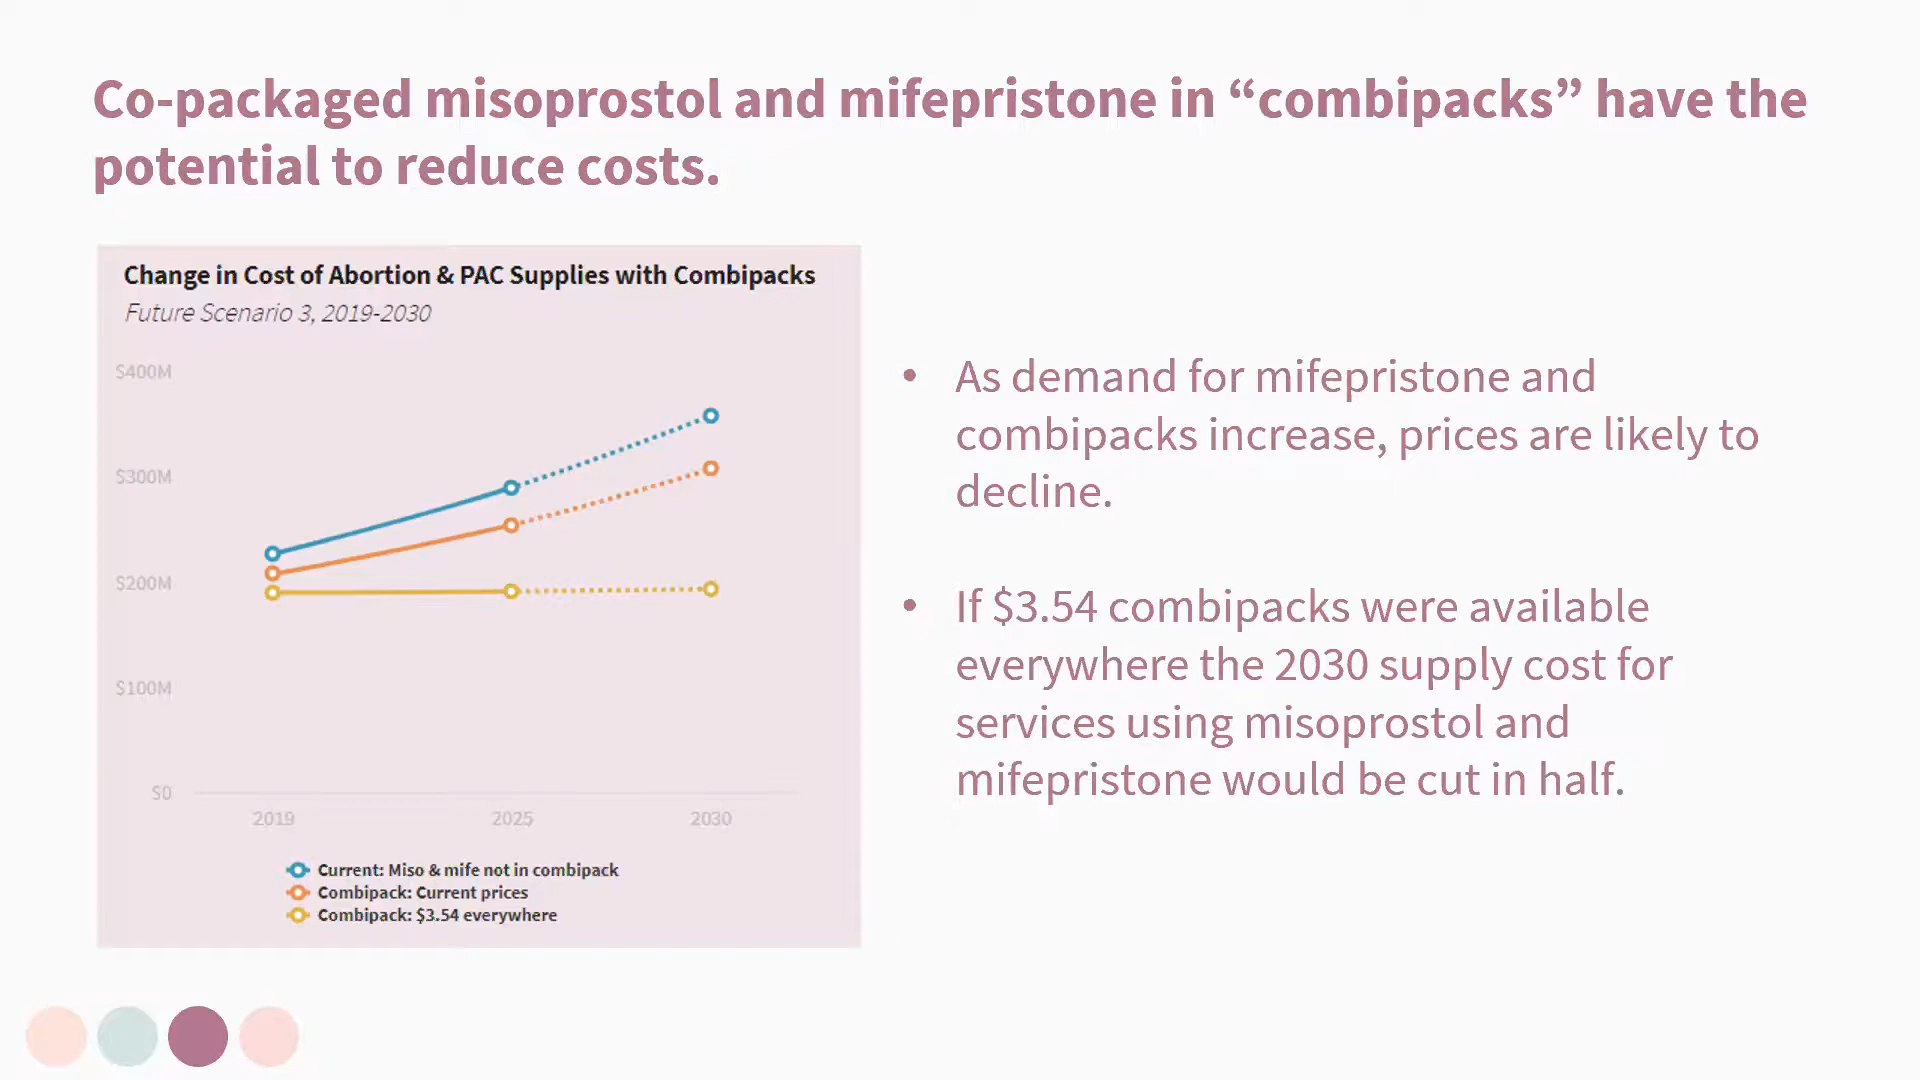 Co-packaged misoprostol and mifepristone in “combipacks” have the
potential to reduce costs.
Change in Cost of Abortion & PAC Supplies with Combipacks
Future Scenario 3, 2019-2030
$400M
$300M
$200M
$100M
$0
2019 2025 2030
Current: Miso & mife not in combipack
Combipack: Current prices
Combipack: $3.54 everywhere
• As demand for mifepristone and
combipacks increase, prices are likely to
decline.
• If $3.54 combipacks were available
everywhere the 2030 supply cost for
services using misoprostol and
mifepristone would be cut in half.